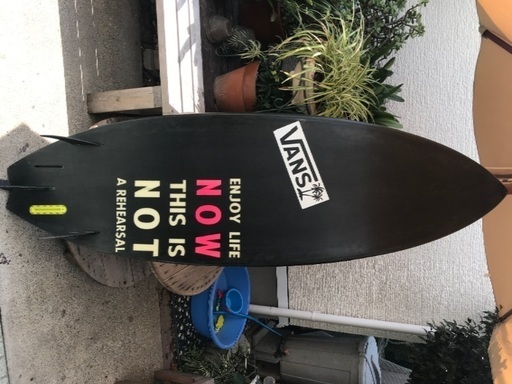 VANS
ENJOY LIFE
NOW
THIS IS
NOT
A REHEARSAL